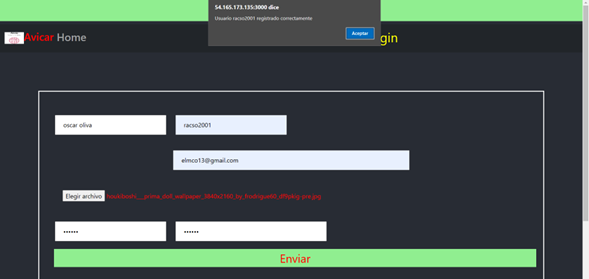 54.165.173.135:3000 dice
Usuario racso2001 registrado correctamente
Aceptar
Avicar Home
gin
oscar oliva
racso2001
elmco13@gmail.com
Elegir archivo
••••••
••••••
Enviar